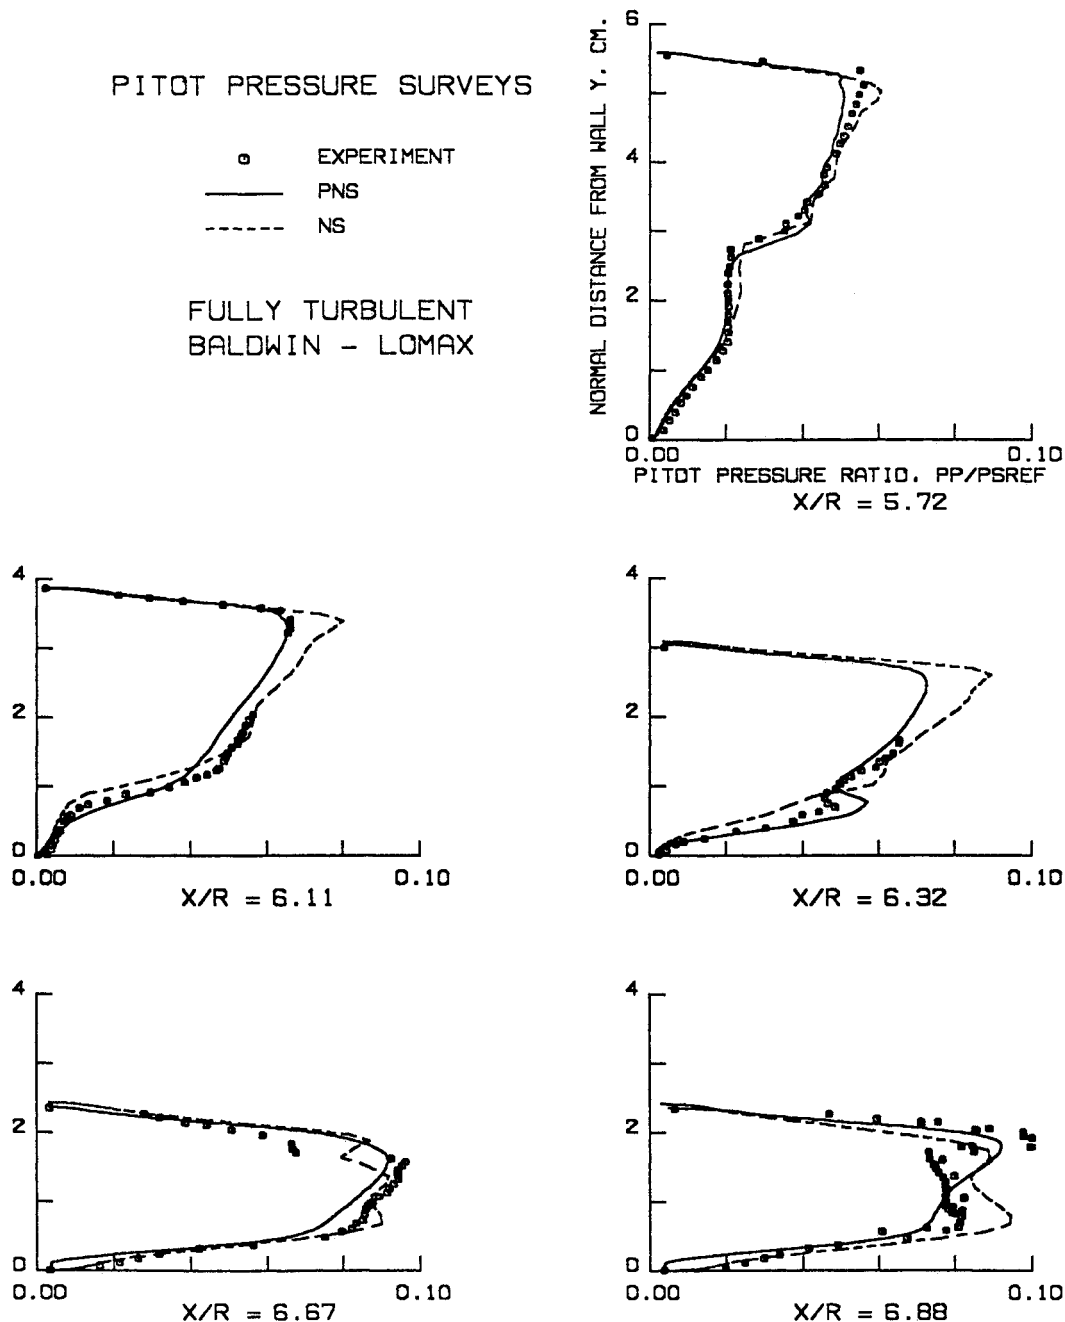 PITOT PRESSURE SURVEYS
EXPERIMENT
PNS
NS
FULLY TURBULENT
BALDWIN - LOMAX
NORMAL DISTANCE FROM WALL Y, CM.
6
4
2
0
0.00 0.10
PITOT PRESSURE RATIO, PP/PSREF
X/R = 5.72
4
2
0
0.00 0.10
X/R = 6.11
4
2
0
0.00 0.10
X/R = 6.32
4
2
0
0.00 0.10
X/R = 6.67
4
2
0
0.00 0.10
X/R = 6.88